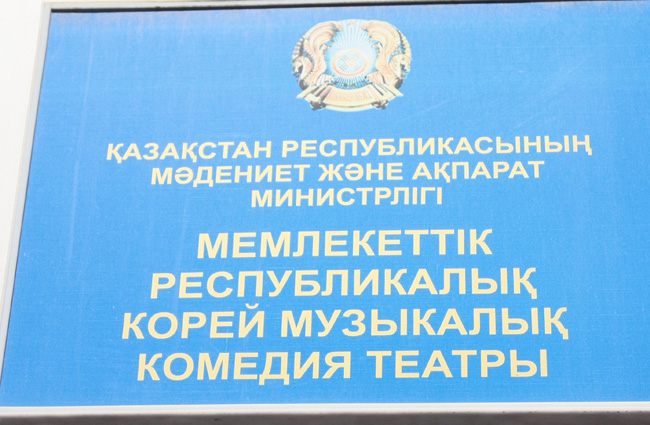 ҚАЗАҚСТАН РЕСПУБЛИКАСЫНЫҢ
МӘДЕНИЕТ ЖӘНЕ АҚПАРАТ
МИНИСТРЛІГІ
МЕМЛЕКЕТТІК
РЕСПУБЛИКАЛЫҚ
КОРЕЙ МУЗЫКАЛЫҚ
КОМЕДИЯ ТЕАТРЫ